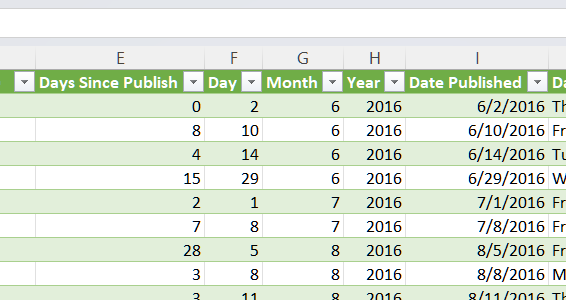 E F G H I
Days Since Publish Day Month Year Date Published
0 2 6 2016 6/2/2016 Th
8 10 6 2016 6/10/2016 Fr
4 14 6 2016 6/14/2016 Tu
15 29 6 2016 6/29/2016 W
2 1 7 2016 7/1/2016 Fr
7 8 7 2016 7/8/2016 Fr
28 5 8 2016 8/5/2016 Fr
3 8 8 2016 8/8/2016 M
3 11 8 2016 8/11/2016 Th